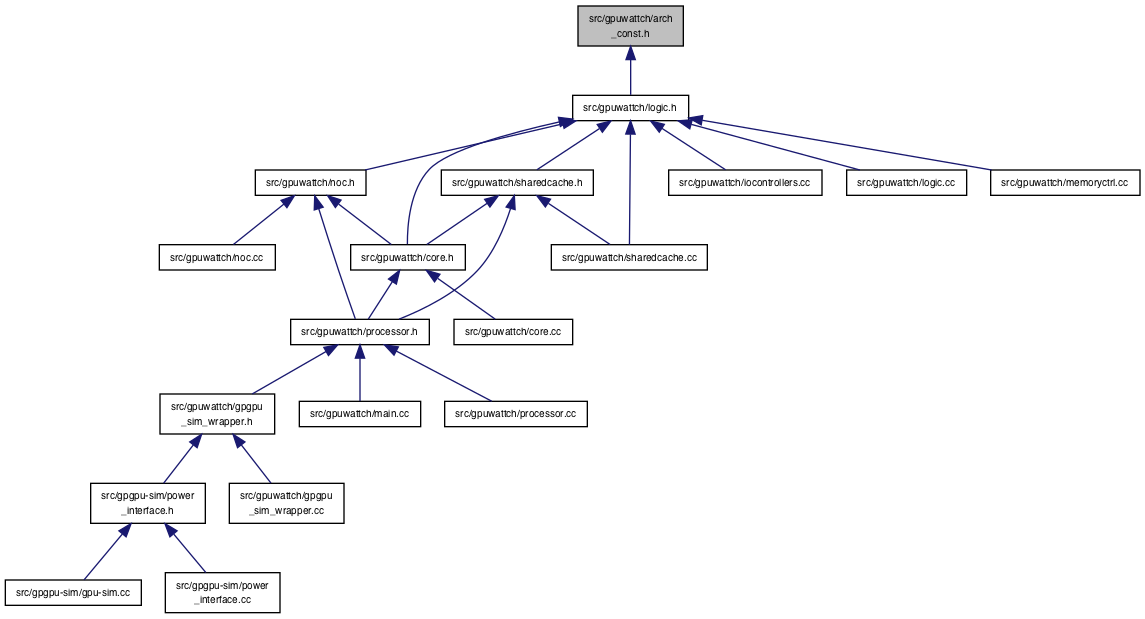 src/gpuwattch/arch
_const.h
src/gpuwattch/logic.h
src/gpuwattch/noc.h
src/gpuwattch/sharedcache.h
src/gpuwattch/iocontrollers.cc
src/gpuwattch/logic.cc
src/gpuwattch/memoryctrl.cc
src/gpuwattch/noc.cc
src/gpuwattch/core.h
src/gpuwattch/sharedcache.cc
src/gpuwattch/processor.h
src/gpuwattch/core.cc
src/gpuwattch/gpgpu
_sim_wrapper.h
src/gpuwattch/main.cc
src/gpuwattch/processor.cc
src/gpgpu-sim/power
_interface.h
src/gpuwattch/gpgpu
_sim_wrapper.cc
src/gpgpu-sim/gpu-sim.cc
src/gpgpu-sim/power
_interface.cc